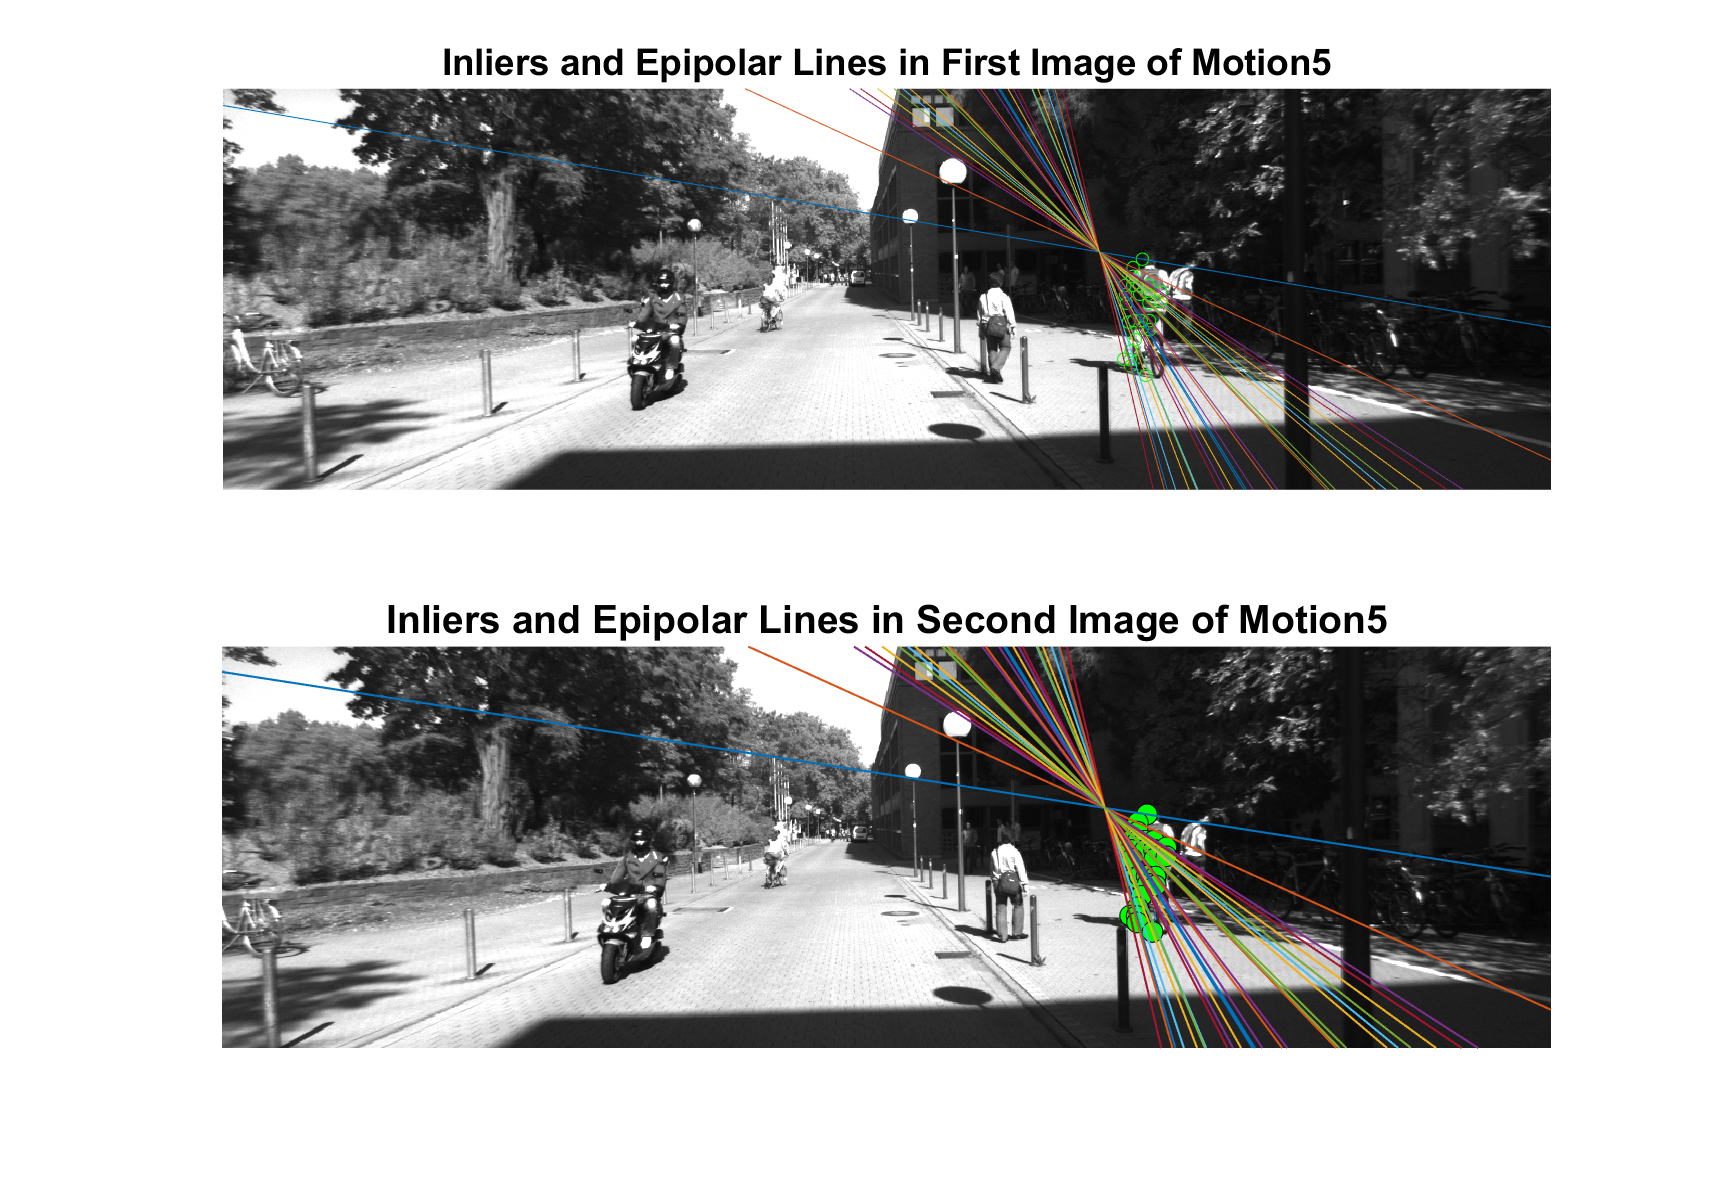 Inliers and Epipolar Lines in First Image of Motion5
Inliers and Epipolar Lines in Second Image of Motion5